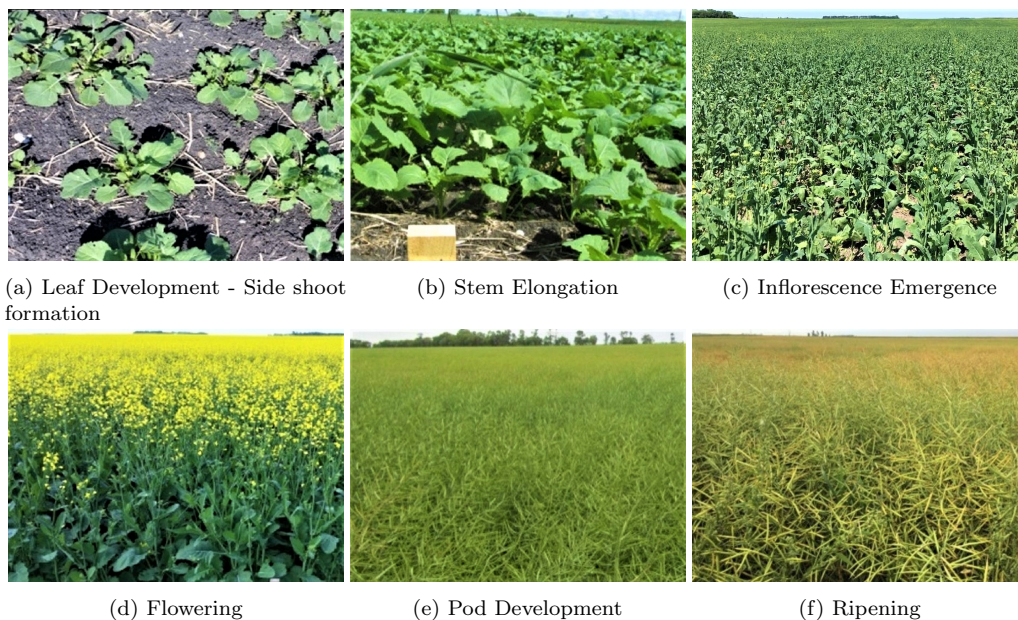 (a) Leaf Development - Side shoot
formation
(b) Stem Elongation
(c) Inflorescence Emergence
(d) Flowering
(e) Pod Development
(f) Ripening